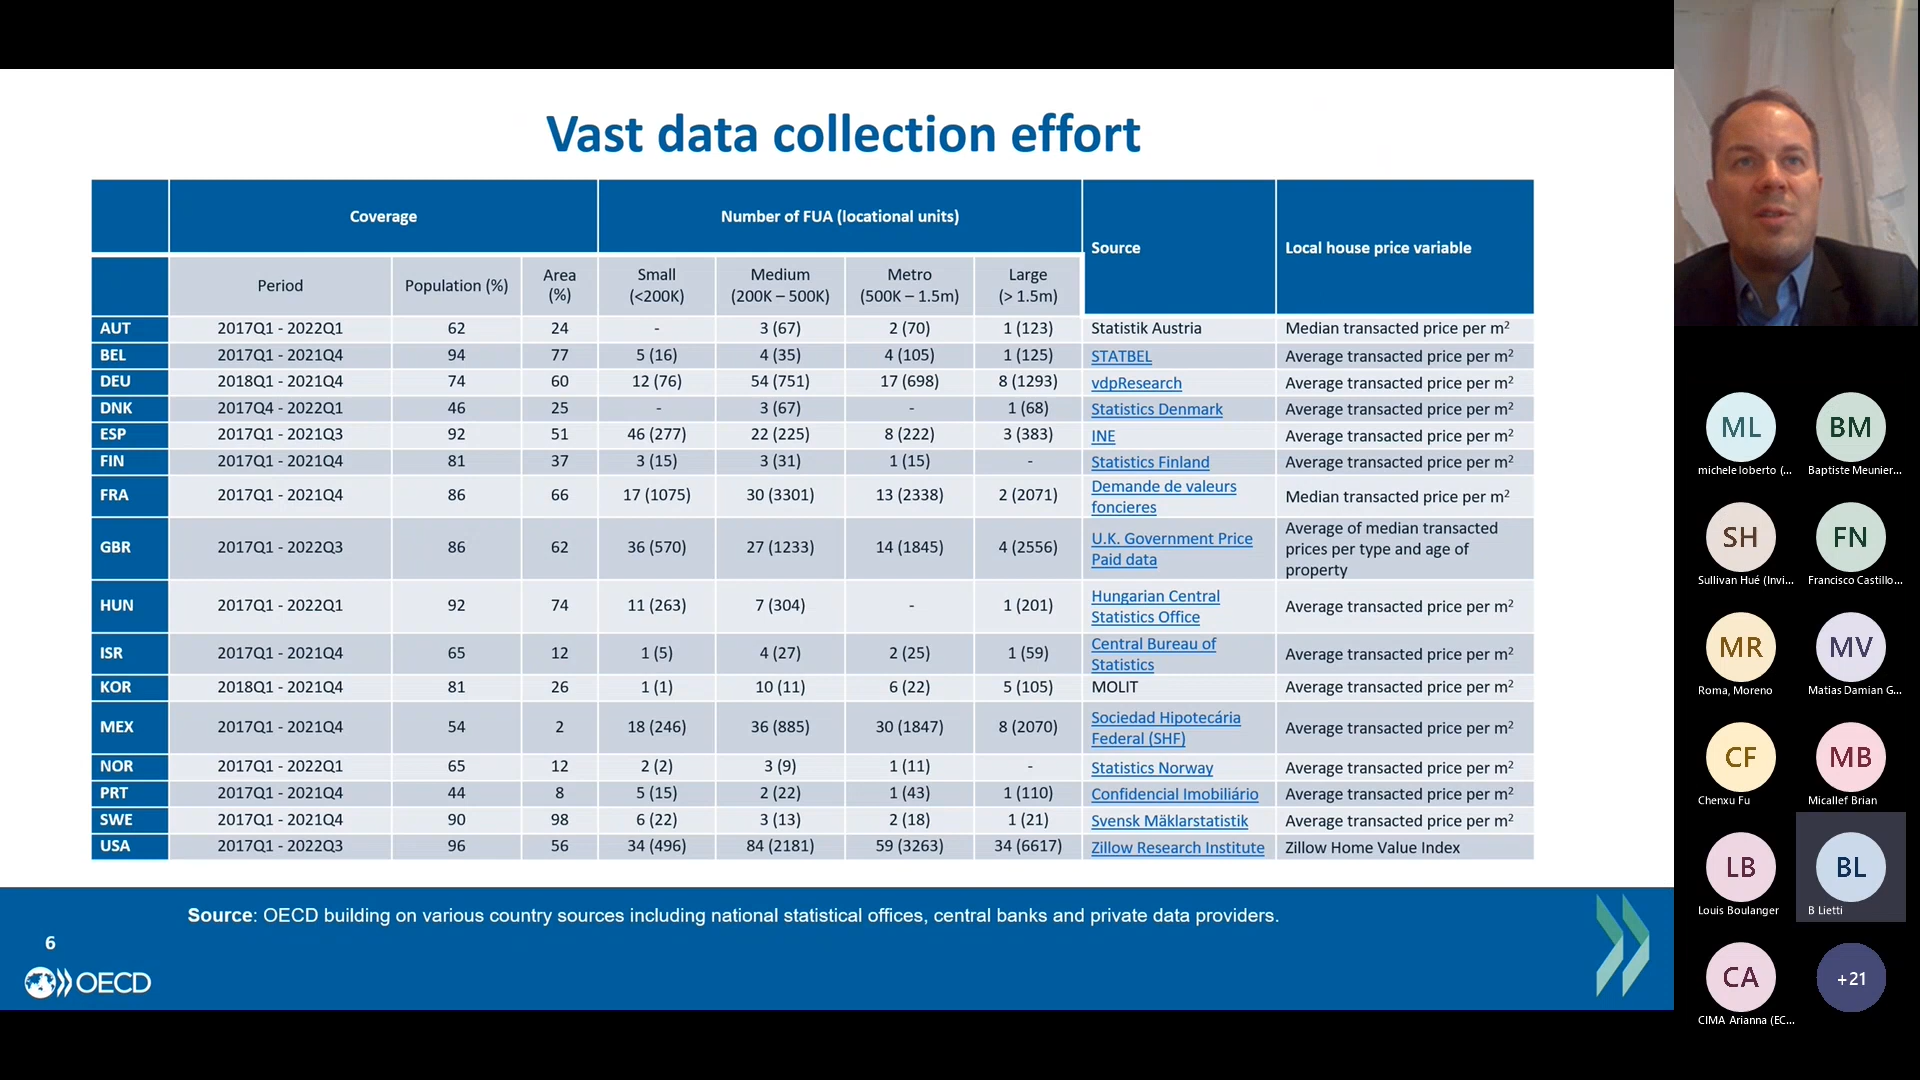 Vast data collection effort
Coverage
Number of FUA (locational units)
Source
Local house price variable
Period
Population (%)
Area (%)
Small (<200K)
Medium (200K – 500K)
Metro (500K – 1.5m)
Large (> 1.5m)
AUT 2017Q1 - 2022Q1 62 24 - 3 (67) 2 (70) 1 (123) Statistik Austria Median transacted price per m²
BEL 2017Q1 - 2021Q4 94 77 5 (16) 4 (35) 4 (105) 1 (125) STATBEL Average transacted price per m²
DEU 2018Q1 - 2021Q4 74 60 12 (76) 54 (751) 17 (698) 8 (1293) vdpResearch Average transacted price per m²
DNK 2017Q4 - 2022Q1 46 25 - 3 (67) - 1 (68) Statistics Denmark Average transacted price per m²
ESP 2017Q1 - 2021Q3 92 51 46 (277) 22 (225) 8 (222) 3 (383) INE Average transacted price per m²
FIN 2017Q1 - 2021Q4 81 37 3 (15) 3 (31) 1 (15) - Statistics Finland Average transacted price per m²
FRA 2017Q1 - 2021Q4 86 66 17 (1075) 30 (3301) 13 (2338) 2 (2071) Demande de valeurs foncieres Median transacted price per m²
GBR 2017Q1 - 2022Q3 86 62 36 (570) 27 (1233) 14 (1845) 4 (2556) U.K. Government Price Paid data Average of median transacted prices per type and age of property
HUN 2017Q1 - 2022Q1 92 74 11 (263) 7 (304) - 1 (201) Hungarian Central Statistics Office Average transacted price per m²
ISR 2017Q1 - 2021Q4 65 12 1 (5) 4 (27) 2 (25) 1 (59) Central Bureau of Statistics Average transacted price per m²
KOR 2018Q1 - 2021Q4 81 26 1 (1) 10 (11) 6 (22) 5 (105) MOLIT Average transacted price per m²
MEX 2017Q1 - 2021Q4 54 2 18 (246) 36 (885) 30 (1847) 8 (2070) Sociedad Hipotecária Federal (SHF) Average transacted price per m²
NOR 2017Q1 - 2022Q1 65 12 2 (2) 3 (9) 1 (11) - Statistics Norway Average transacted price per m²
PRT 2017Q1 - 2021Q4 44 8 5 (15) 2 (22) 1 (43) 1 (110) Confidencial Imobiliário Average transacted price per m²
SWE 2017Q1 - 2021Q4 90 98 6 (22) 3 (13) 2 (18) 1 (21) Svensk Mäklarstatistik Average transacted price per m²
USA 2017Q1 - 2022Q3 96 56 34 (496) 84 (2181) 59 (3263) 34 (6617) Zillow Research Institute Zillow Home Value Index
Source: OECD building on various country sources including national statistical offices, central banks and private data providers.
6
OECD
ML
michele loberto (...
BM
Baptiste Meunier...
SH
Sullivan Hué (Invi...
FN
Francisco Castillo...
MR
Roma, Moreno
MV
Matias Damian G...
CF
Chenxu Fu
MB
Micallef Brian
LB
Louis Boulanger
BL
B Lietti
CA
CIMA Arianna (EC...
+21